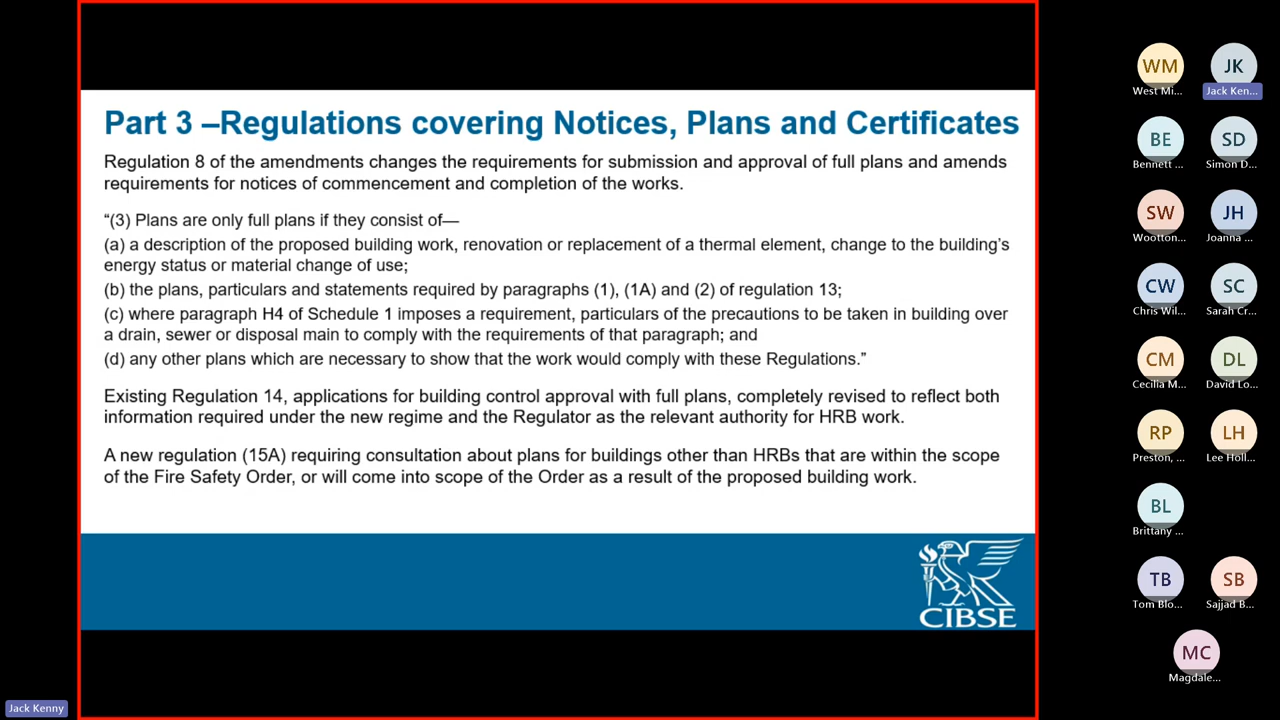 Part 3 –Regulations covering Notices, Plans and Certificates
Regulation 8 of the amendments changes the requirements for submission and approval of full plans and amends
requirements for notices of commencement and completion of the works.
“(3) Plans are only full plans if they consist of—
(a) a description of the proposed building work, renovation or replacement of a thermal element, change to the building’s
energy status or material change of use;
(b) the plans, particulars and statements required by paragraphs (1), (1A) and (2) of regulation 13;
(c) where paragraph H4 of Schedule 1 imposes a requirement, particulars of the precautions to be taken in building over
a drain, sewer or disposal main to comply with the requirements of that paragraph; and
(d) any other plans which are necessary to show that the work would comply with these Regulations.”
Existing Regulation 14, applications for building control approval with full plans, completely revised to reflect both
information required under the new regime and the Regulator as the relevant authority for HRB work.
A new regulation (15A) requiring consultation about plans for buildings other than HRBs that are within the scope
of the Fire Safety Order, or will come into scope of the Order as a result of the proposed building work.
CIBSE
Jack Kenny
WM JK
West Mi... Jack Ken...
BE SD
Bennett ... Simon D...
SW JH
Wootton... Joanna ...
CW SC
Chris Wil... Sarah Cr...
CM DL
Cecilia M... David Lo...
RP LH
Preston, ... Lee Holl...
BL
Brittany ...
TB SB
Tom Blo... Sajjad B...
MC
Magdale...